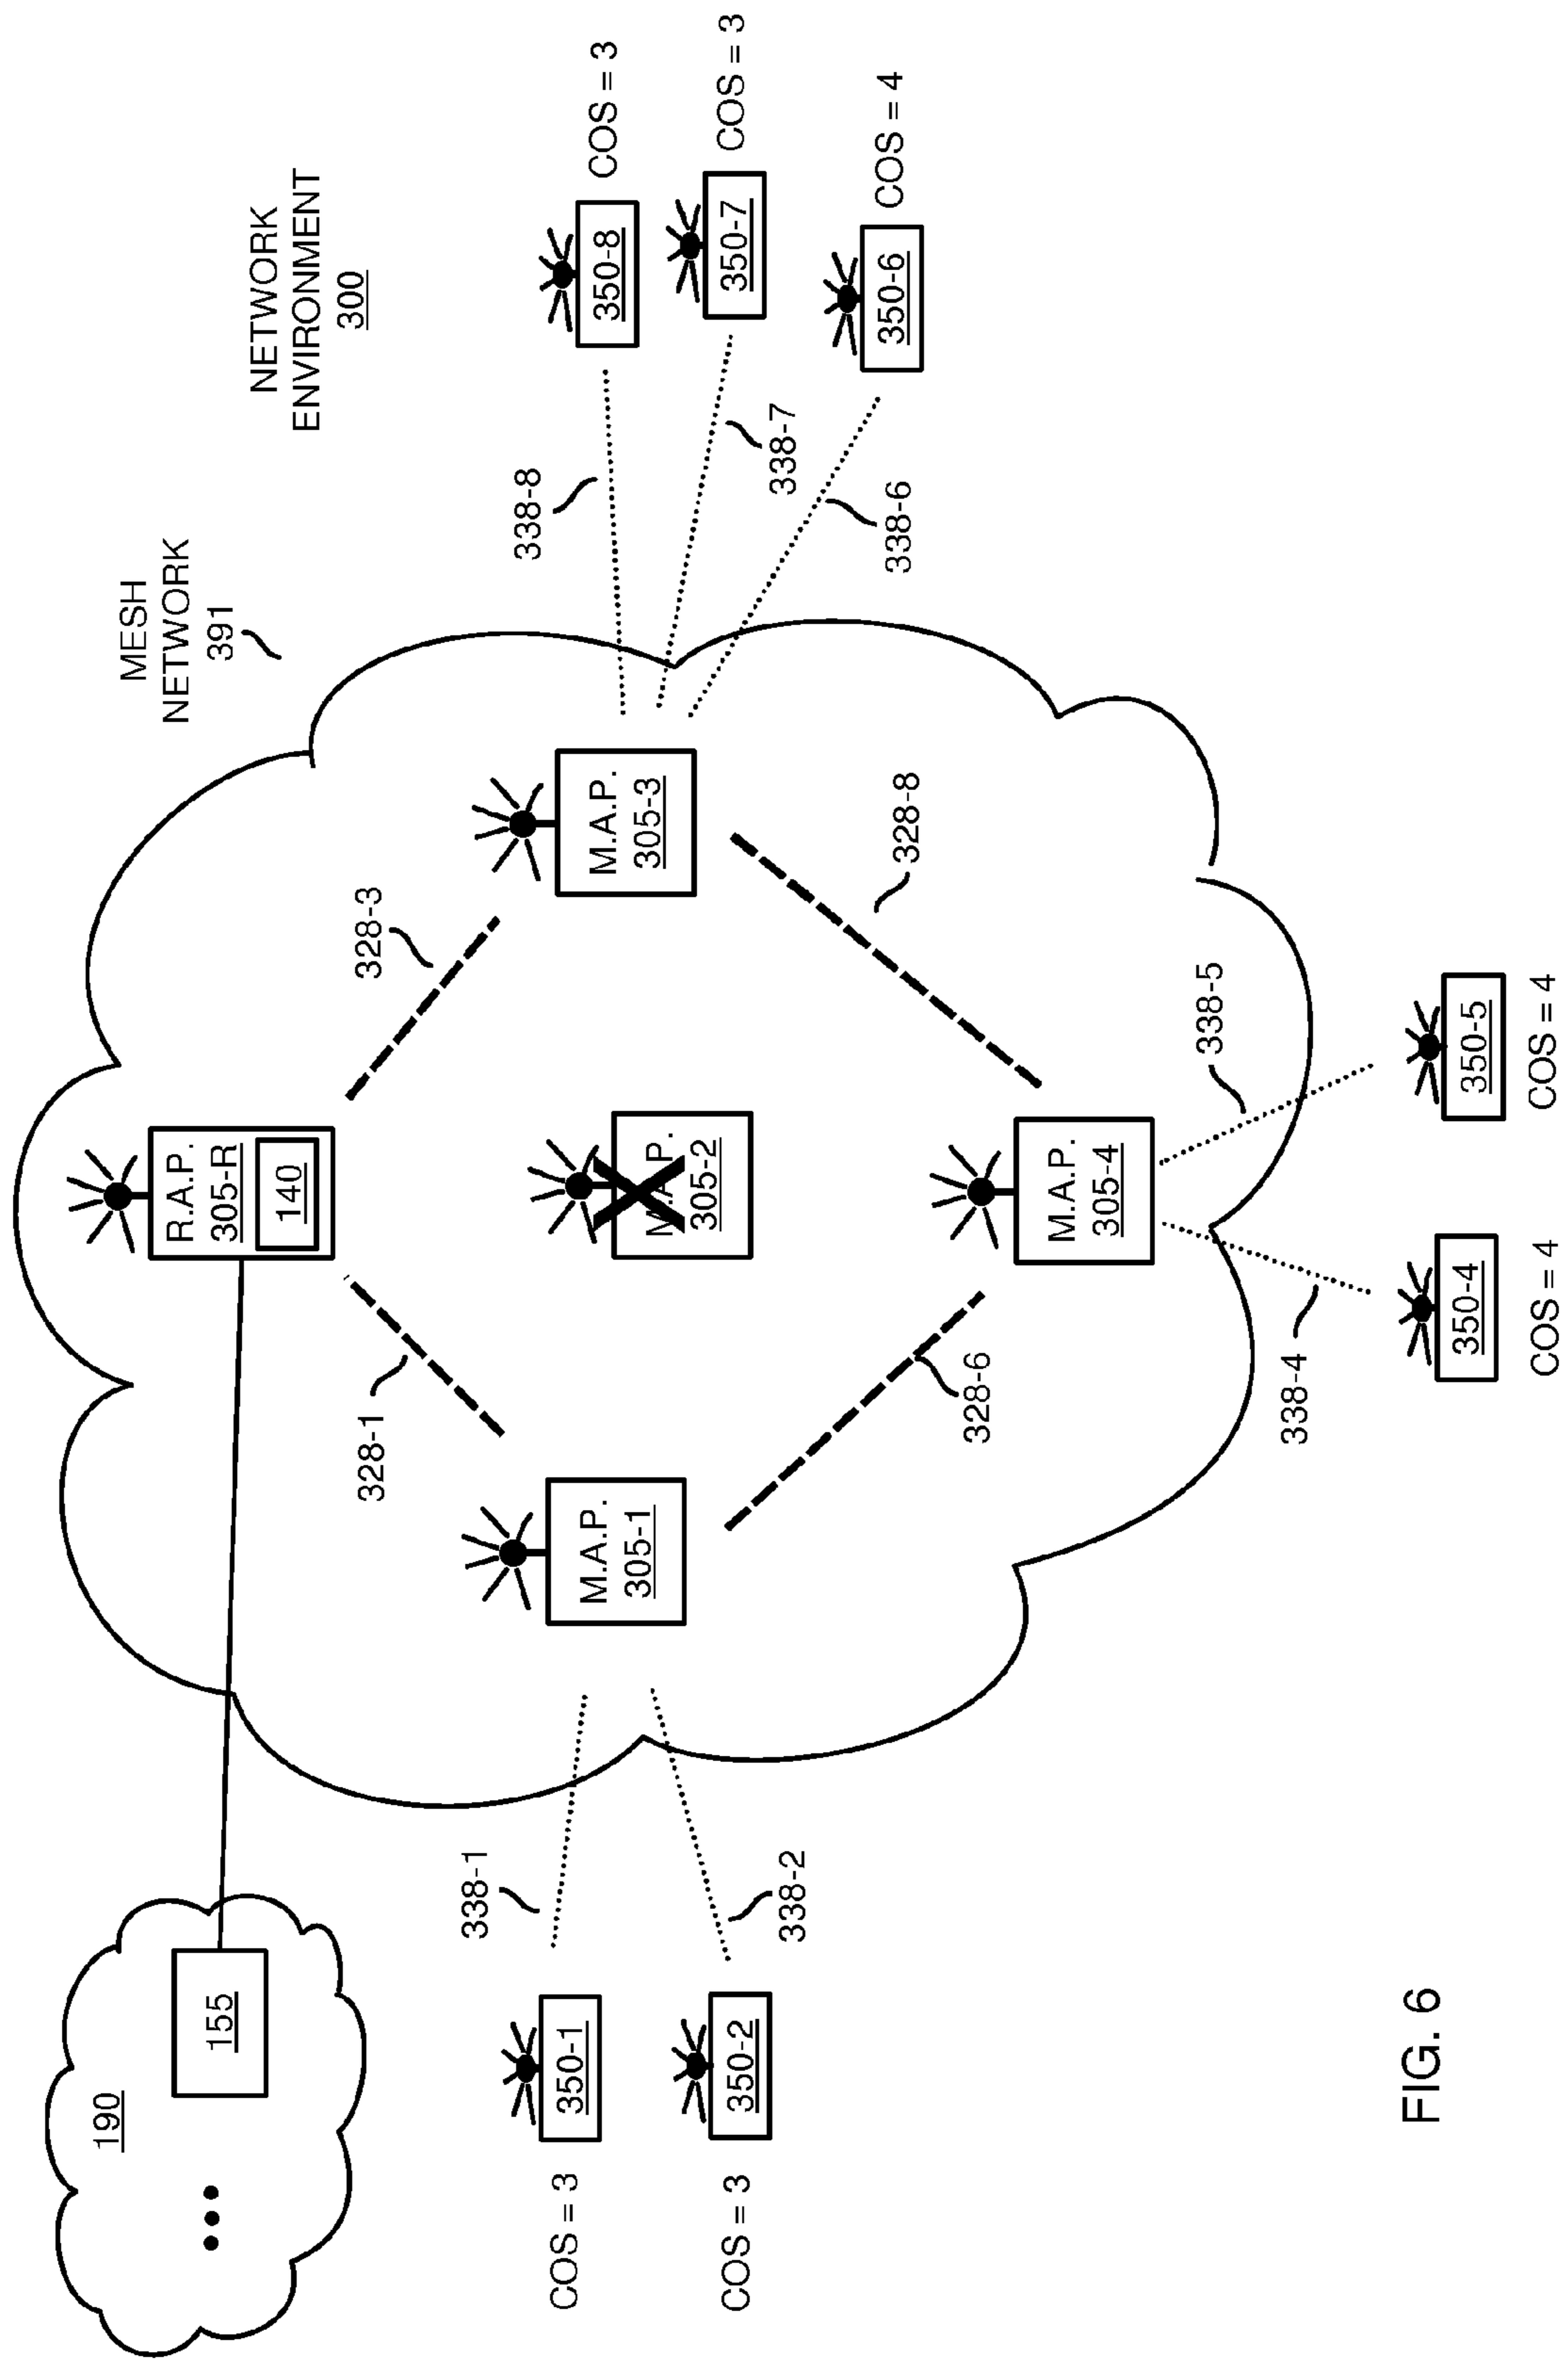 NETWORK
ENVIRONMENT
300
MESH
NETWORK
391
190
155
R.A.P.
305-R
140
328-1
328-3
M.A.P.
305-1
M.A.P.
305-2
M.A.P.
305-3
328-6
328-8
M.A.P.
305-4
338-1
338-2
350-1
COS = 3
350-2
COS = 3
338-8
338-7
338-6
350-8
COS = 3
350-7
COS = 3
350-6
COS = 4
338-4
338-5
350-4
COS = 4
350-5
COS = 4
FIG. 6